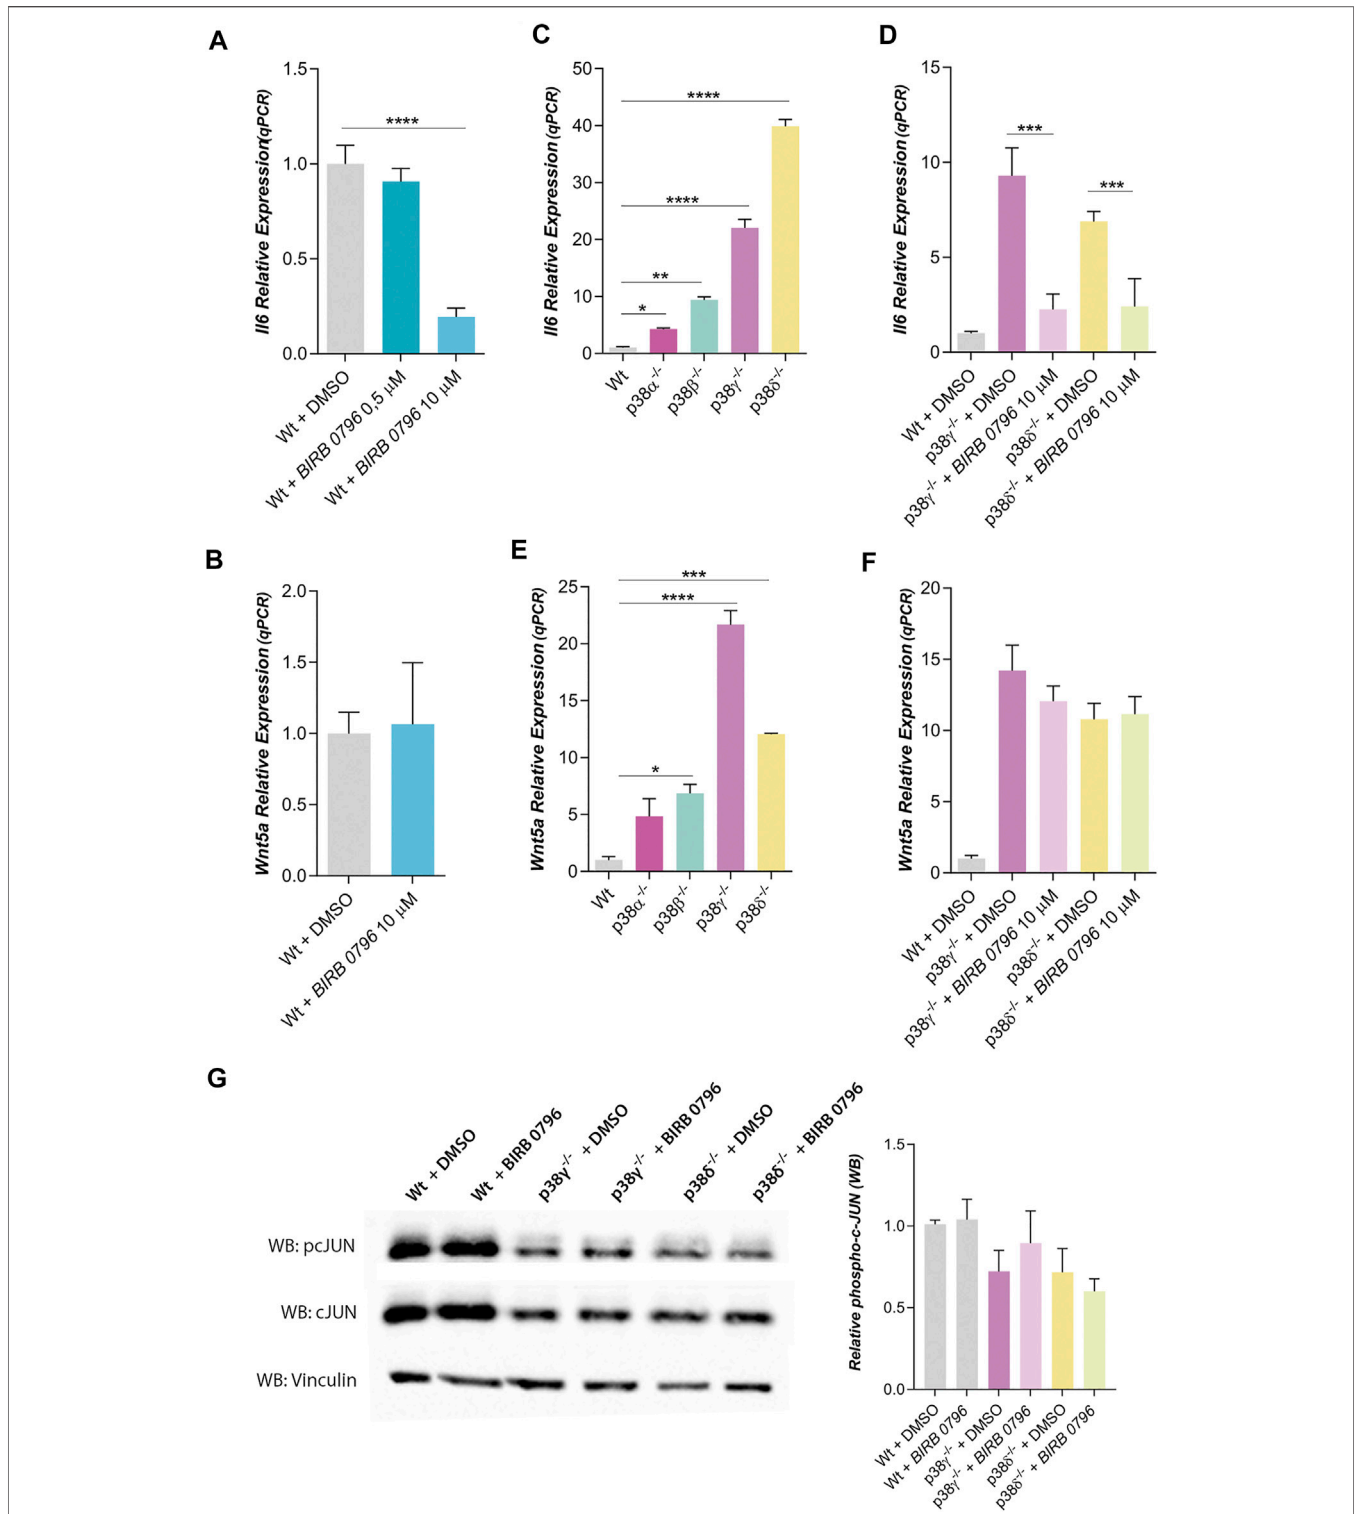 A
Il6 Relative Expression(qPCR)
1.5
1.0
0.5
0.0
****
Wt + DMSO
Wt + BIRB 0796 0,5 μM
Wt + BIRB 0796 10 μM
C
Il6 Relative Expression (qPCR)
50
40
30
20
10
0
****
****
**
*
Wt
p38α-/-
p38β-/-
p38γ-/-
p38δ-/-
D
Il6 Relative Expression (qPCR)
15
10
5
0
***
***
Wt + DMSO
p38γ-/- + DMSO
p38γ-/- + BIRB 0796 10 μM
p38δ-/- + DMSO
p38δ-/- + BIRB 0796 10 μM
B
Wnt5a Relative Expression (qPCR)
2.0
1.5
1.0
0.5
0.0
Wt + DMSO
Wt + BIRB 0796 10 μM
E
Wnt5a Relative Expression (qPCR)
25
20
15
10
5
0
***
****
*
Wt
p38α-/-
p38β-/-
p38γ-/-
p38δ-/-
F
Wnt5a Relative Expression (qPCR)
20
15
10
5
0
Wt + DMSO
p38γ-/- + DMSO
p38γ-/- + BIRB 0796 10 μM
p38δ-/- + DMSO
p38δ-/- + BIRB 0796 10 μM
G
Wt + DMSO
Wt + BIRB 0796
p38γ-/- + DMSO
p38γ-/- + BIRB 0796
p38δ-/- + DMSO
p38δ-/- + BIRB 0796
WB: pcJUN
WB: cJUN
WB: Vinculin
Relative phospho-c-JUN (WB)
1.5
1.0
0.5
0.0
Wt + DMSO
Wt + BIRB 0796
p38γ-/- + DMSO
p38γ-/- + BIRB 0796
p38δ-/- + DMSO
p38δ-/- + BIRB 0796